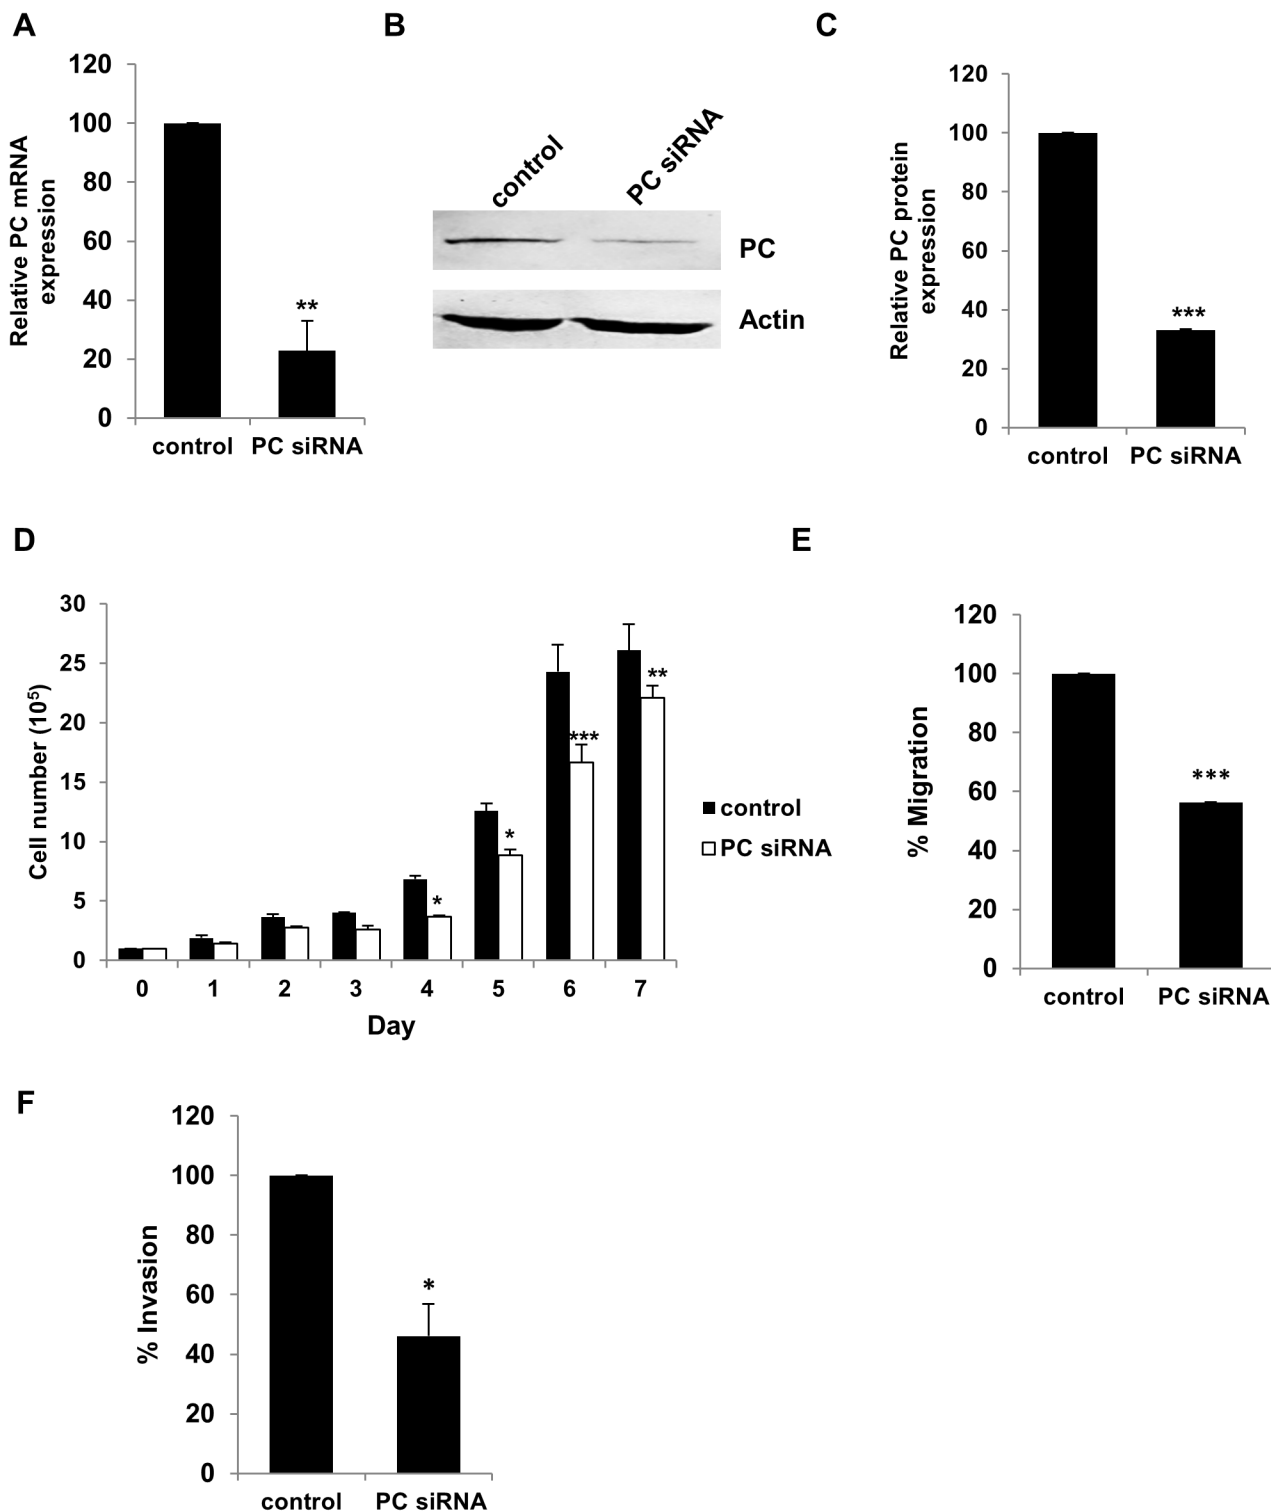 A
Relative PC mRNA
expression
120
100
80
60
40
20
0
**
control PC siRNA
B
control PC siRNA
PC
Actin
C
Relative PC protein
expression
120
100
80
60
40
20
0
***
control PC siRNA
D
Cell number (10⁵)
30
25
20
15
10
5
0
*
*
***
**
0 1 2 3 4 5 6 7
Day
control
PC siRNA
E
% Migration
120
100
80
60
40
20
0
***
control PC siRNA
F
% Invasion
120
100
80
60
40
20
0
*
control PC siRNA